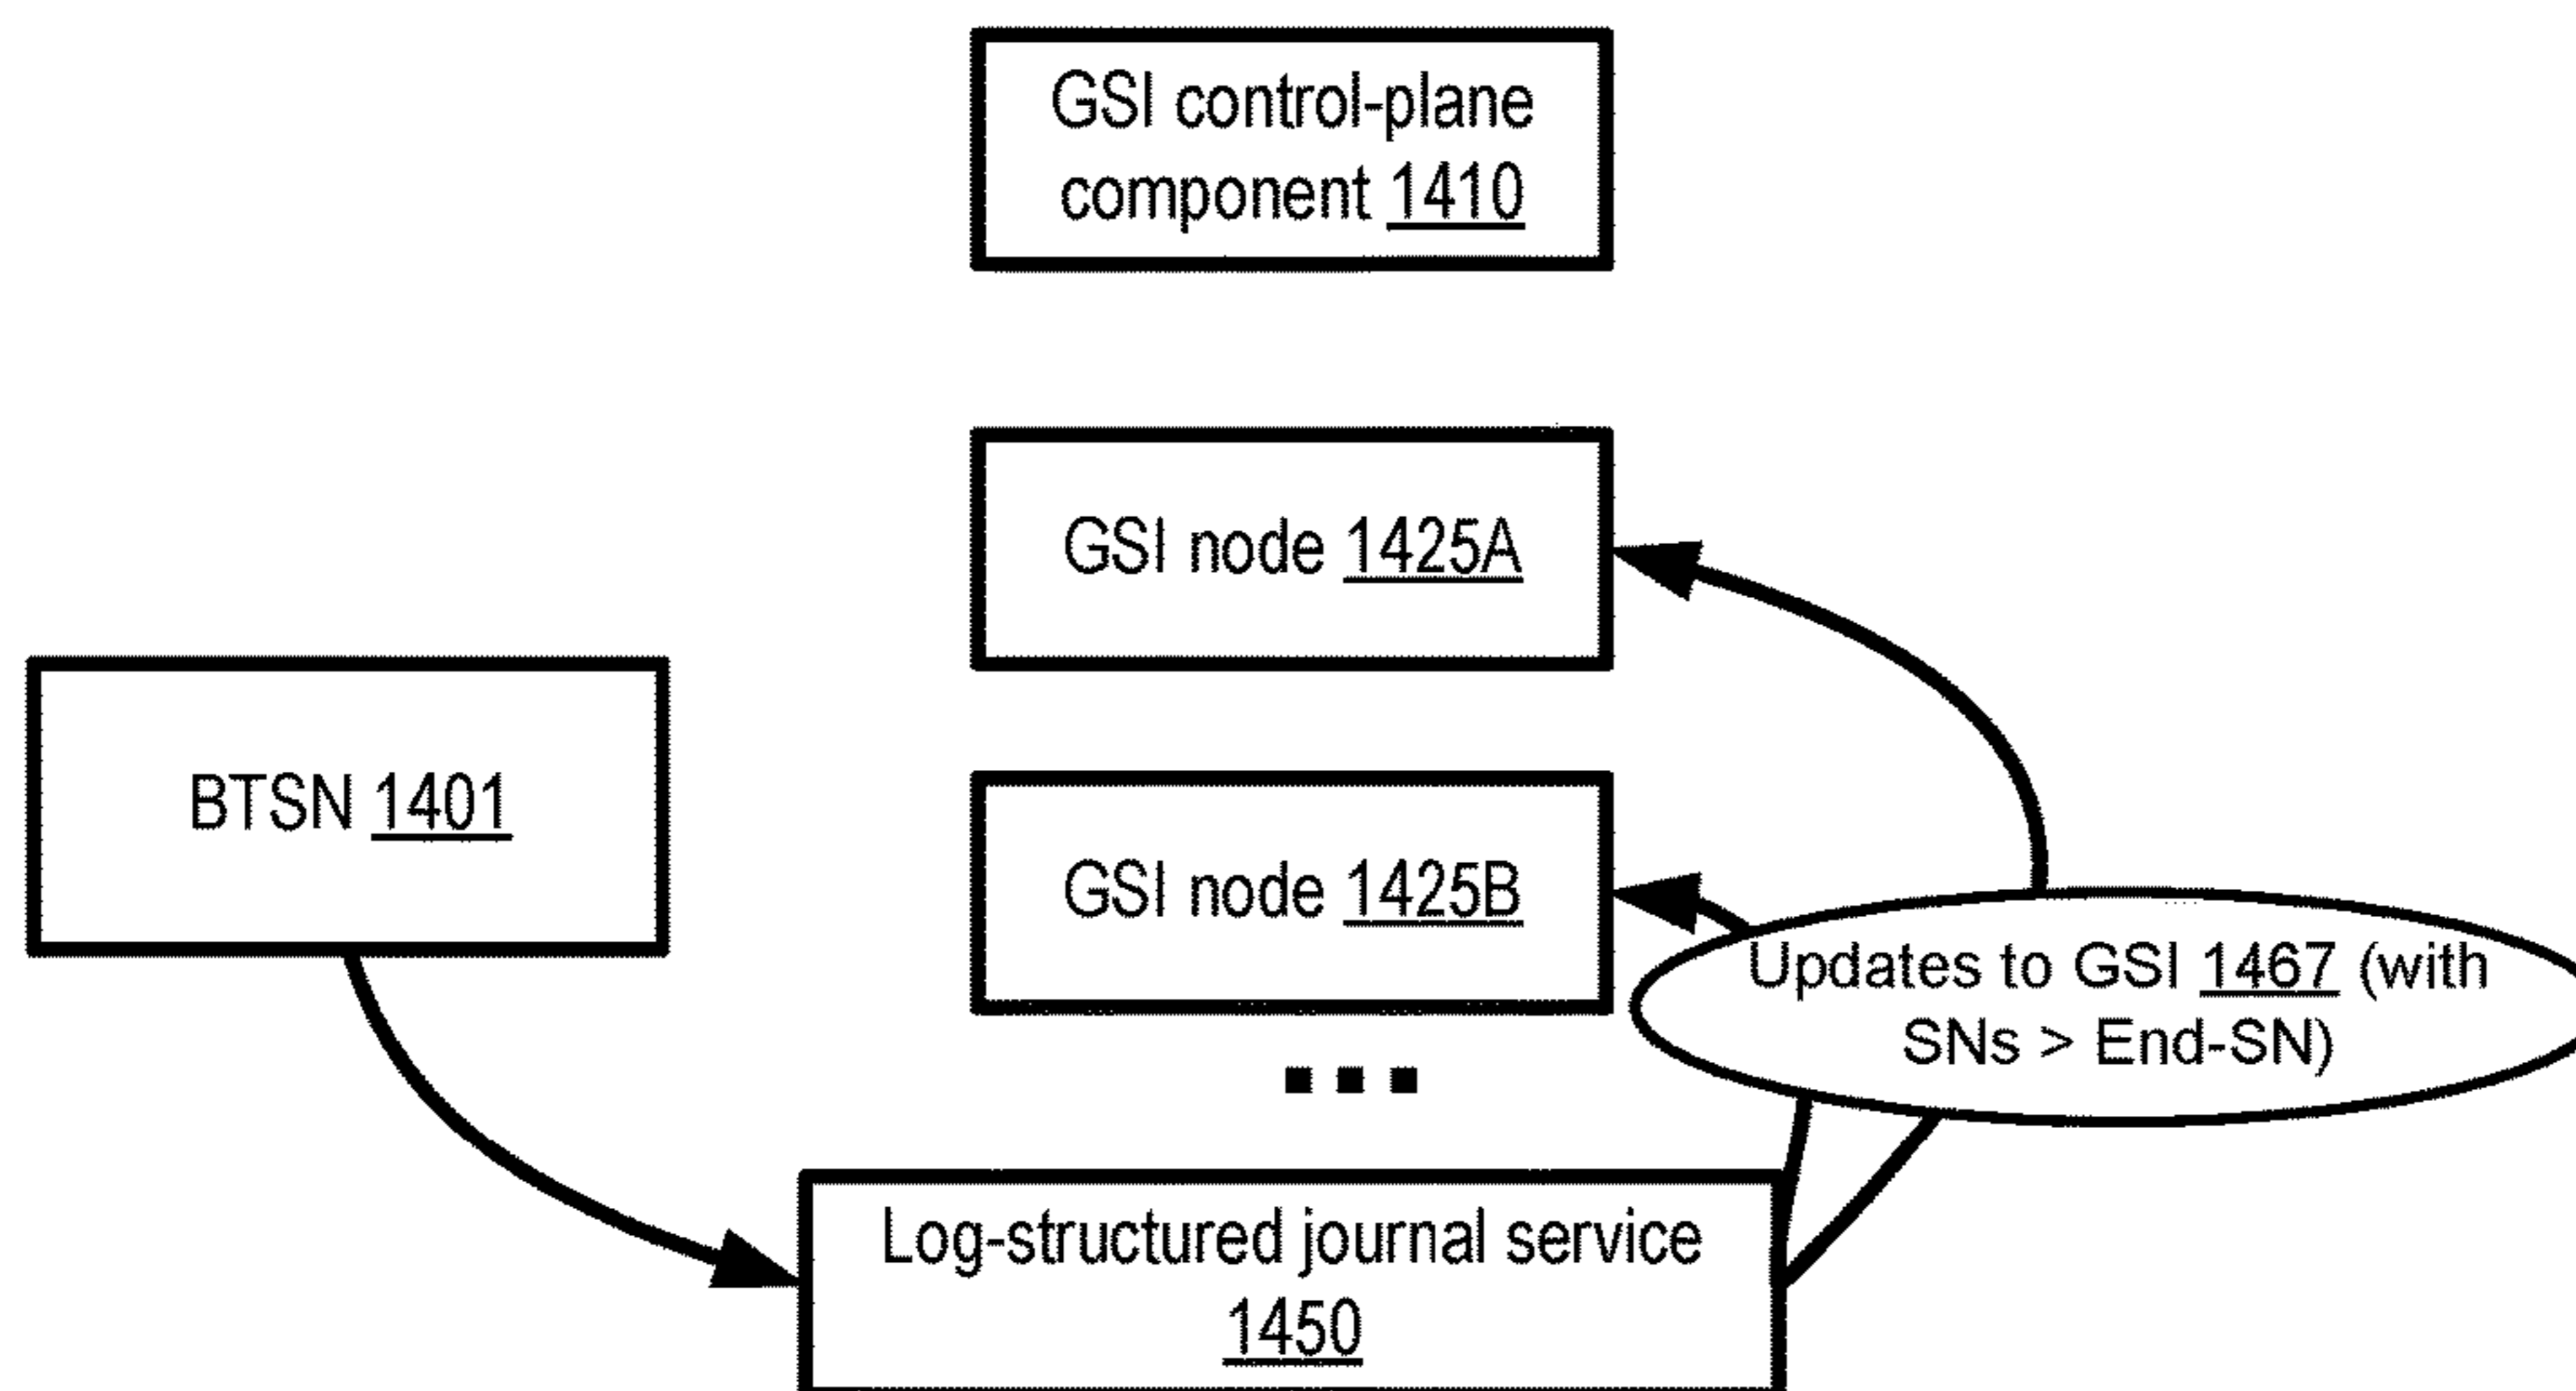 GSI control-plane
component 1410
GSI node 1425A
BTSN 1401
GSI node 1425B
Updates to GSI 1467 (with
SNs > End-SN)
...
Log-structured journal service
1450